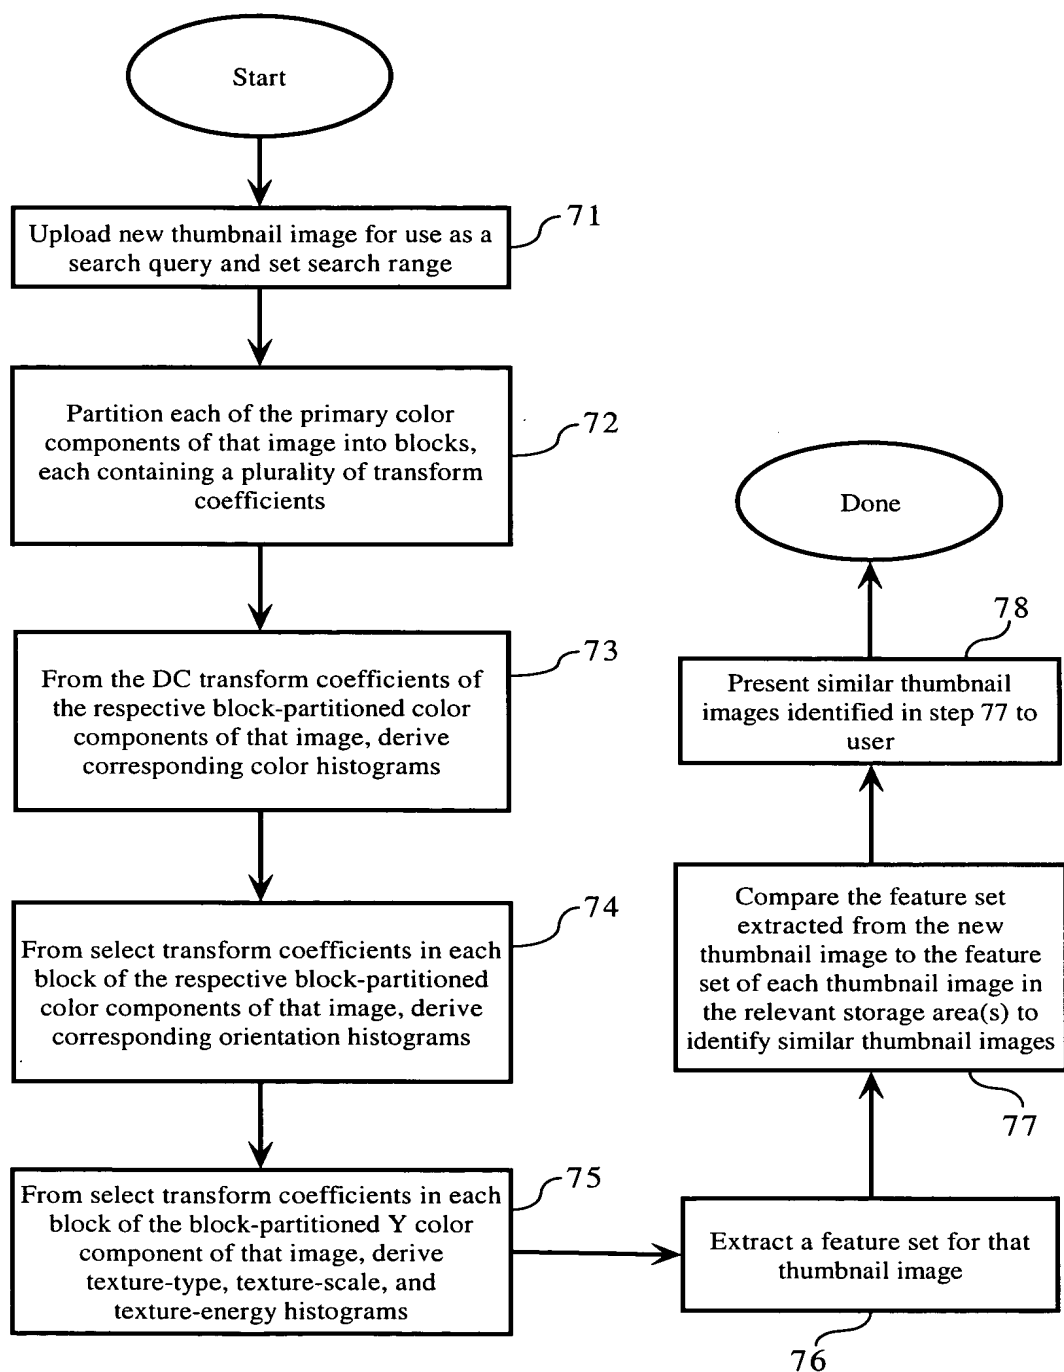 Start
71
Upload new thumbnail image for use as a
search query and set search range
72
Partition each of the primary color
components of that image into blocks,
each containing a plurality of transform
coefficients
73
From the DC transform coefficients of
the respective block-partitioned color
components of that image, derive
corresponding color histograms
74
From select transform coefficients in each
block of the respective block-partitioned
color components of that image, derive
corresponding orientation histograms
75
From select transform coefficients in each
block of the block-partitioned Y color
component of that image, derive
texture-type, texture-scale, and
texture-energy histograms
Extract a feature set for that
thumbnail image
76
Compare the feature set
extracted from the new
thumbnail image to the feature
set of each thumbnail image in
the relevant storage area(s) to
identify similar thumbnail images
77
78
Present similar thumbnail
images identified in step 77 to
user
Done